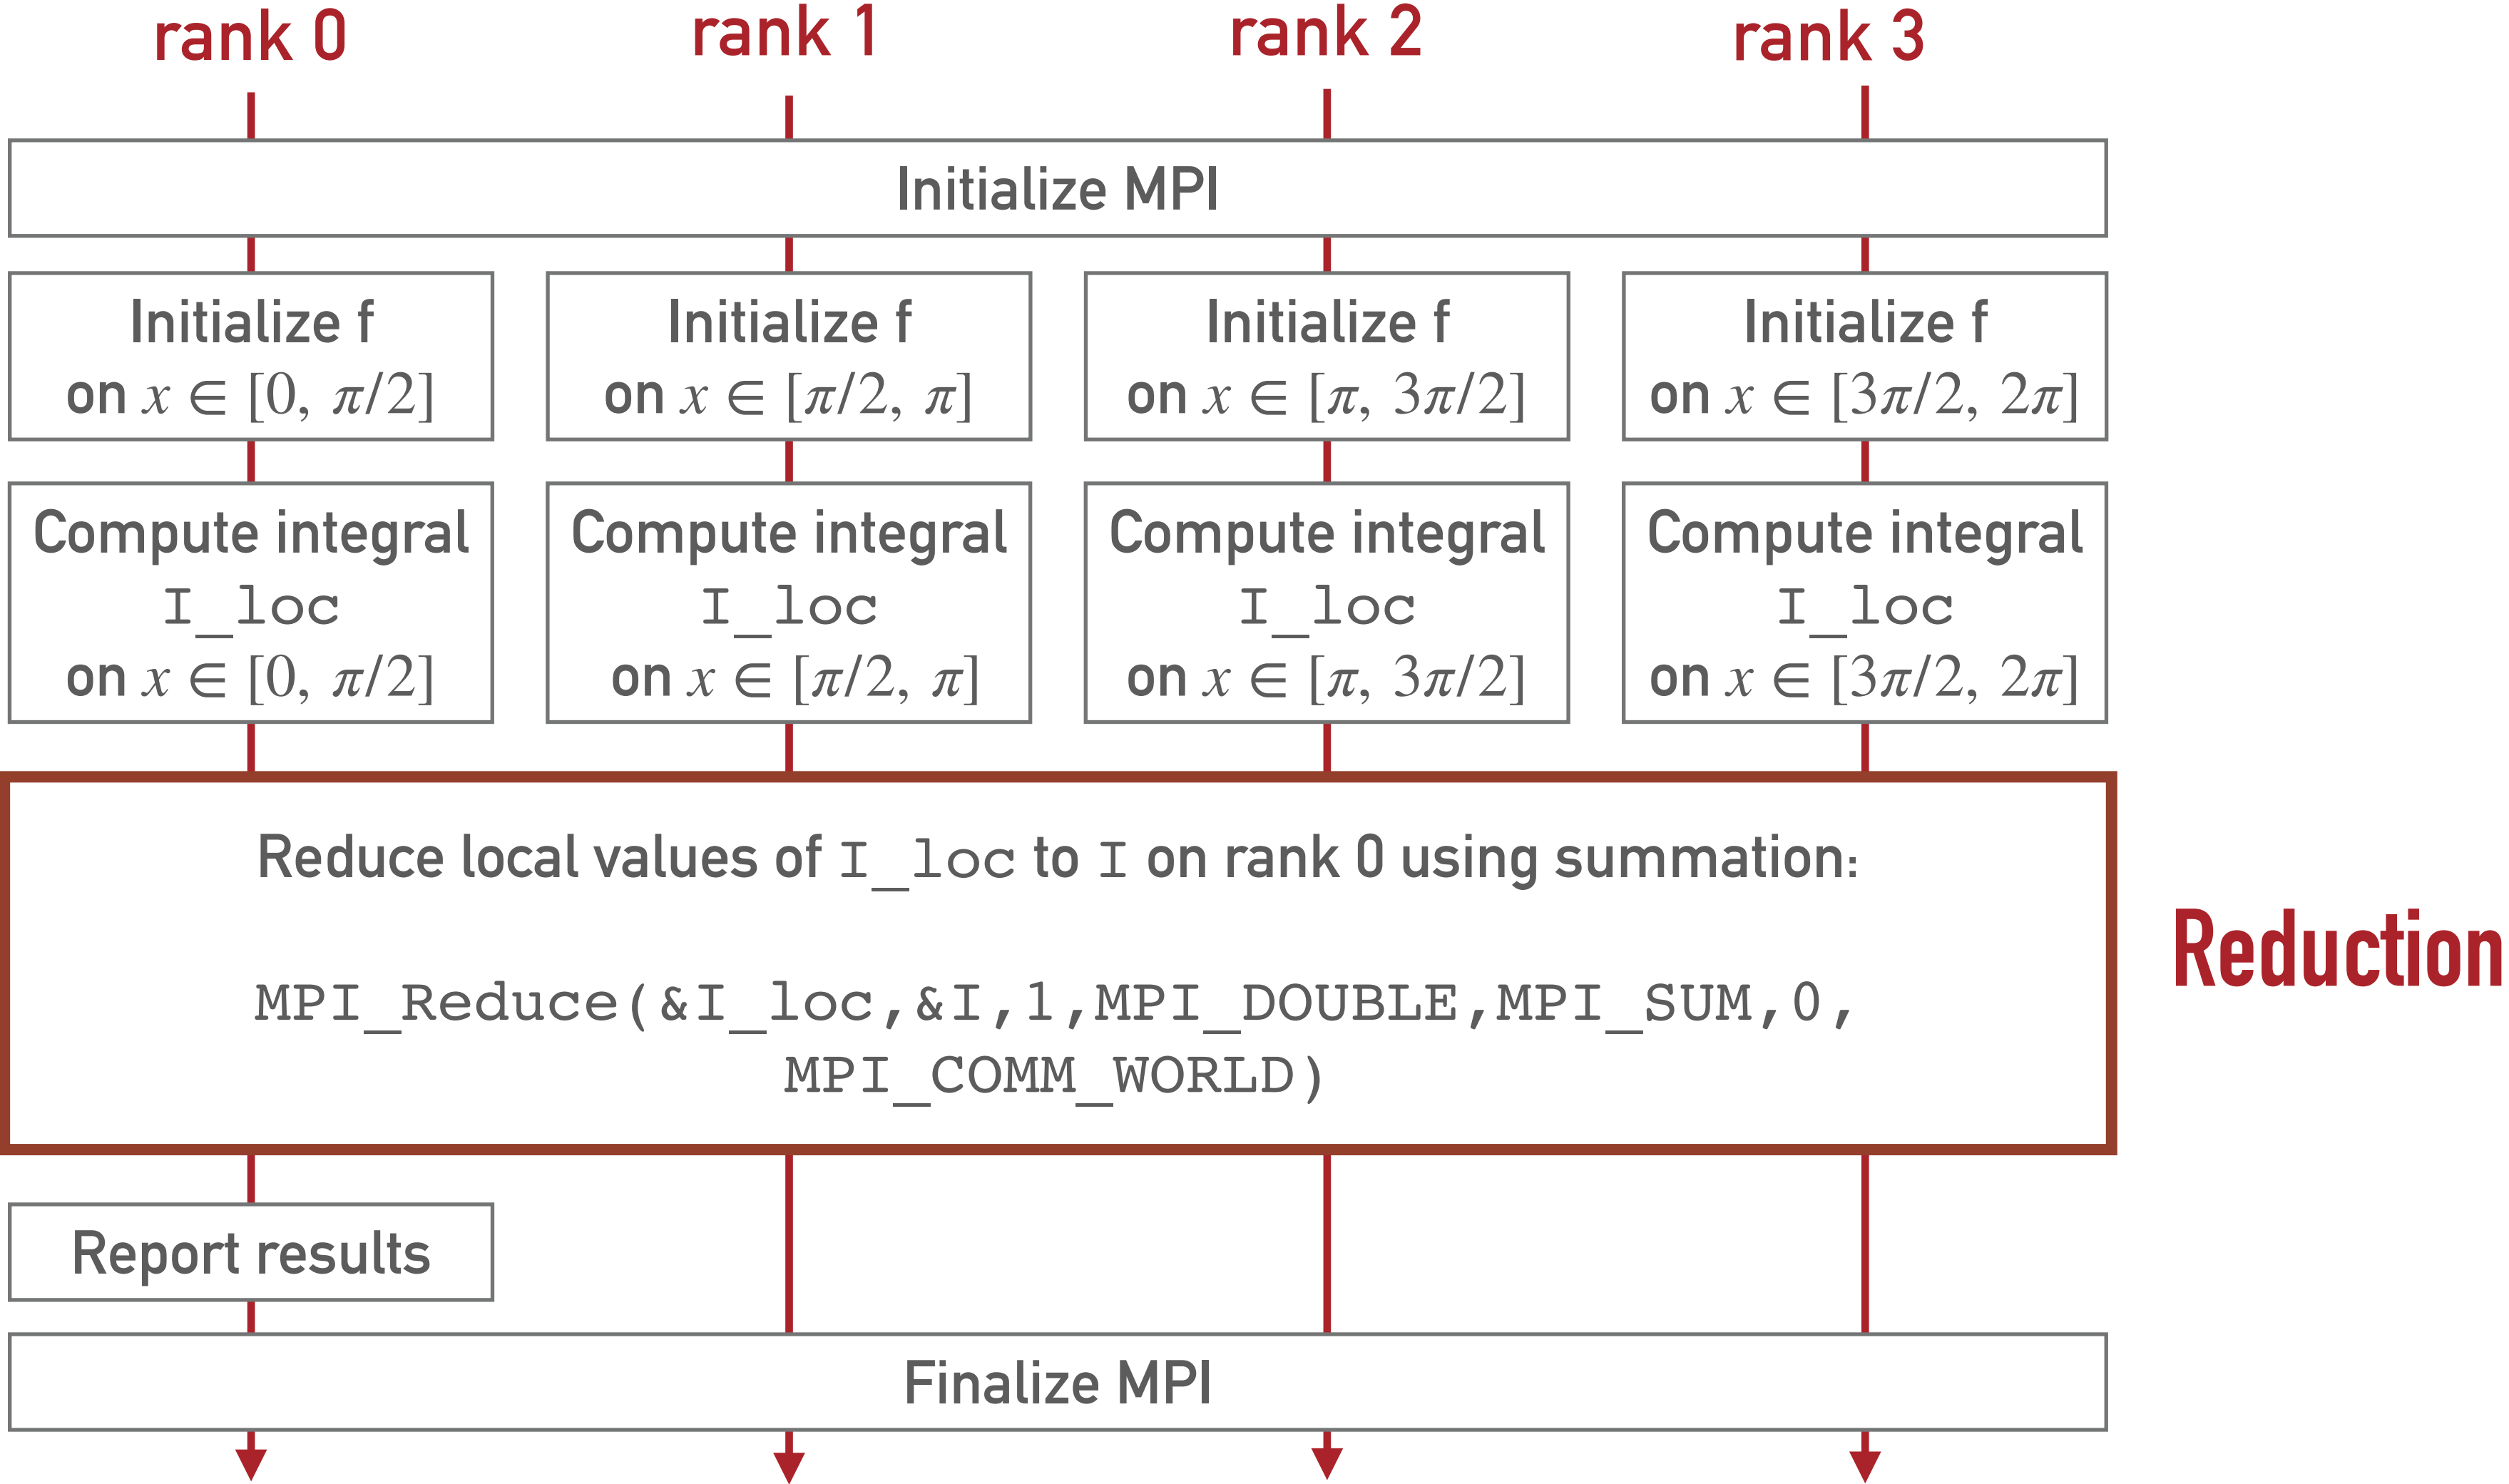 rank 0
rank 1
rank 2
rank 3
Initialize MPI
Initialize f
on x ∈ [0, π/2]
Initialize f
on x ∈ [π/2, π]
Initialize f
on x ∈ [π, 3π/2]
Initialize f
on x ∈ [3π/2, 2π]
Compute integral
I_loc
on x ∈ [0, π/2]
Compute integral
I_loc
on x ∈ [π/2, π]
Compute integral
I_loc
on x ∈ [π, 3π/2]
Compute integral
I_loc
on x ∈ [3π/2, 2π]
Reduce local values of I_loc to I on rank 0 using summation:
MPI_Reduce(&I_loc,&I,1,MPI_DOUBLE,MPI_SUM,0,
MPI_COMM_WORLD)
Reduction
Report results
Finalize MPI